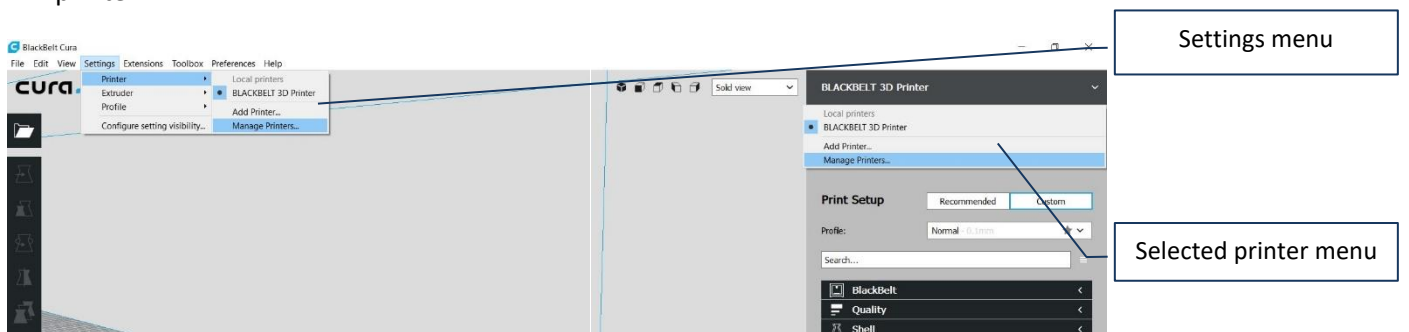 Settings menu
BlackBelt Cura
File Edit View Settings Extensions Toolbox Preferences Help
cura.
Printer
Extruder
Profile
Configure setting visibility...
Local printers
BLACKBELT 3D Printer
Add Printer...
Manage Printers...
Solid view
BLACKBELT 3D Printer
Local printers
BLACKBELT 3D Printer
Add Printer...
Manage Printers...
Print Setup Recommended Custom
Profile: Normal - 0.1mm
Search...
Selected printer menu
BlackBelt
Quality
Shell